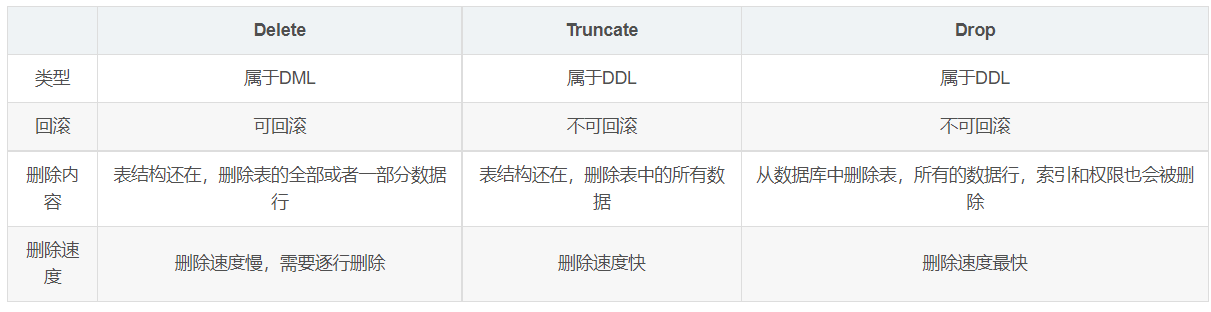 Delete Truncate Drop
类型 属于DML 属于DDL 属于DDL
回滚 可回滚 不可回滚 不可回滚
删除内容 表结构还在，删除表的全部或者一部分数据行 表结构还在，删除表中的所有数据 从数据库中删除表，所有的数据行，索引和权限也会被删除
删除速度 删除速度慢，需要逐行删除 删除速度快 删除速度最快